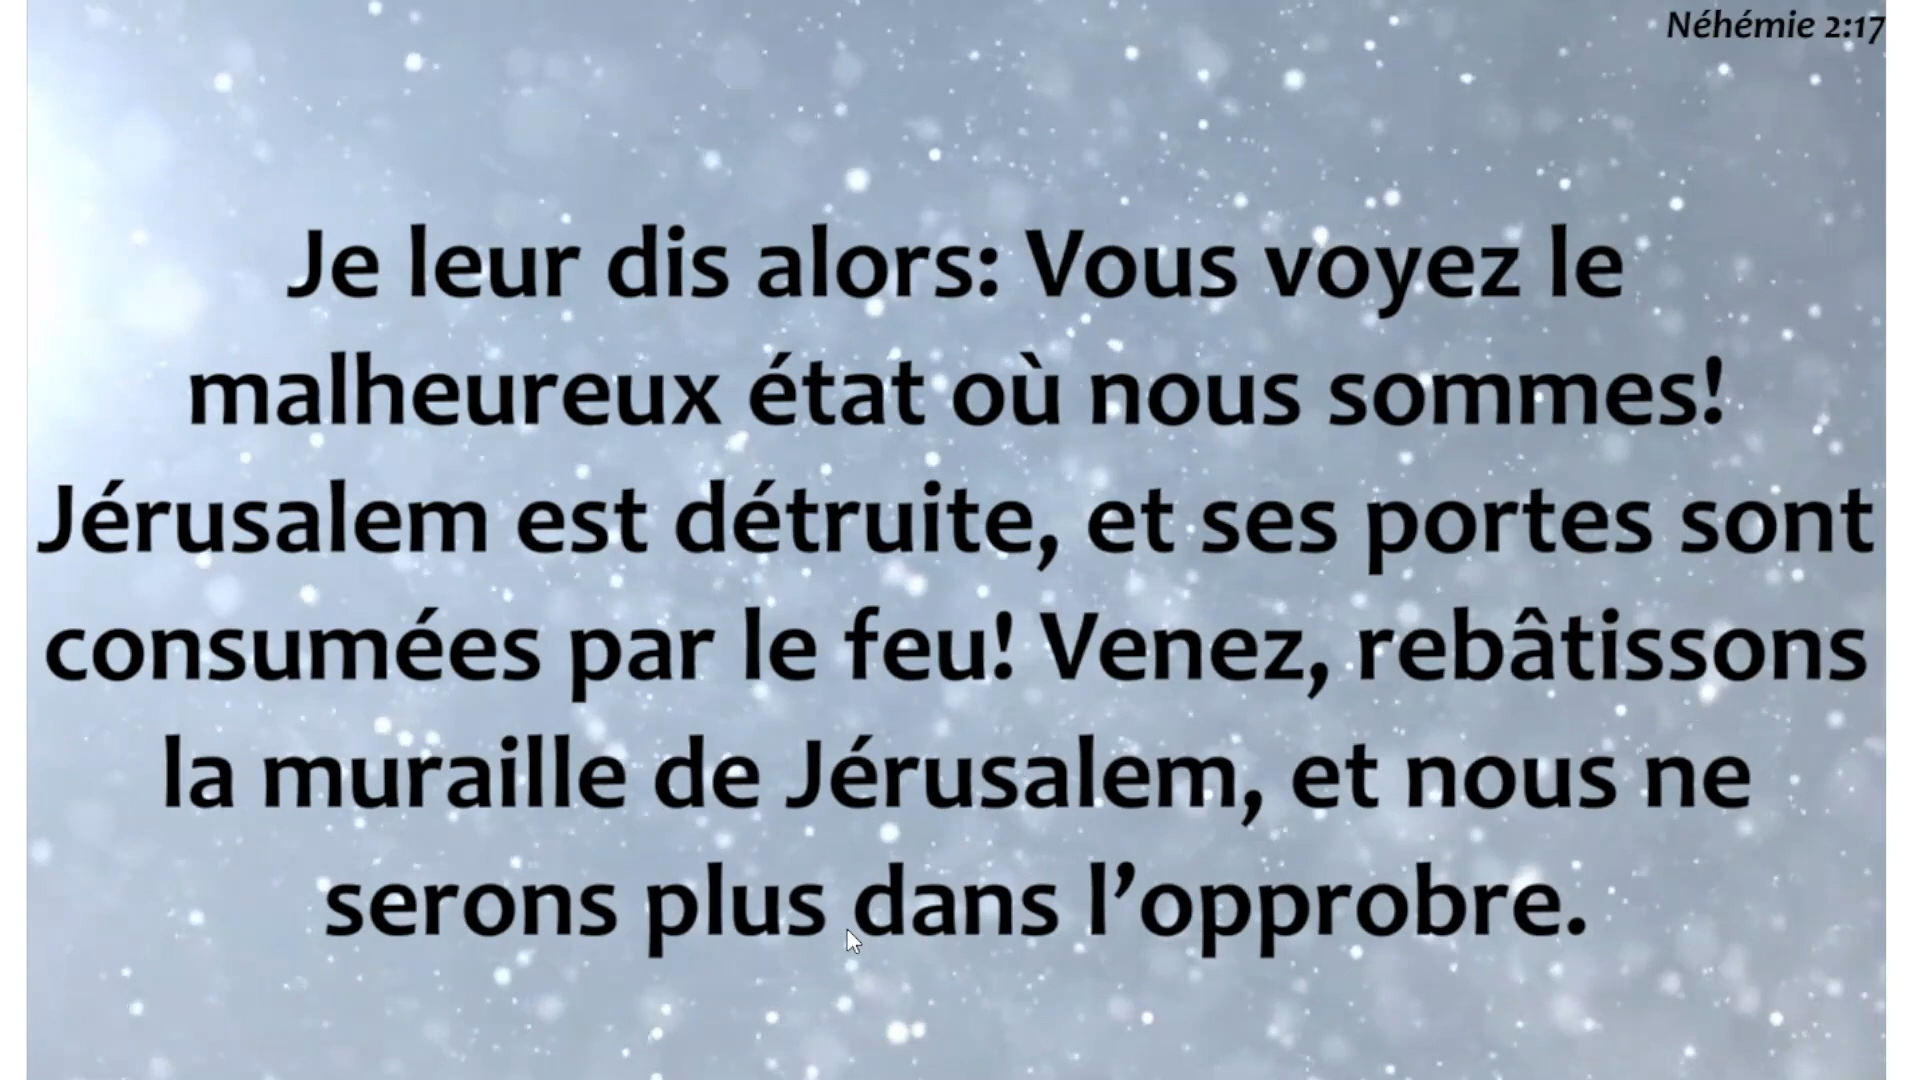 Néhémie 2:17
Je leur dis alors: Vous voyez le
malheureux état où nous sommes!
Jérusalem est détruite, et ses portes sont
consumées par le feu! Venez, rebâtissons
la muraille de Jérusalem, et nous ne
serons plus dans l’opprobre.